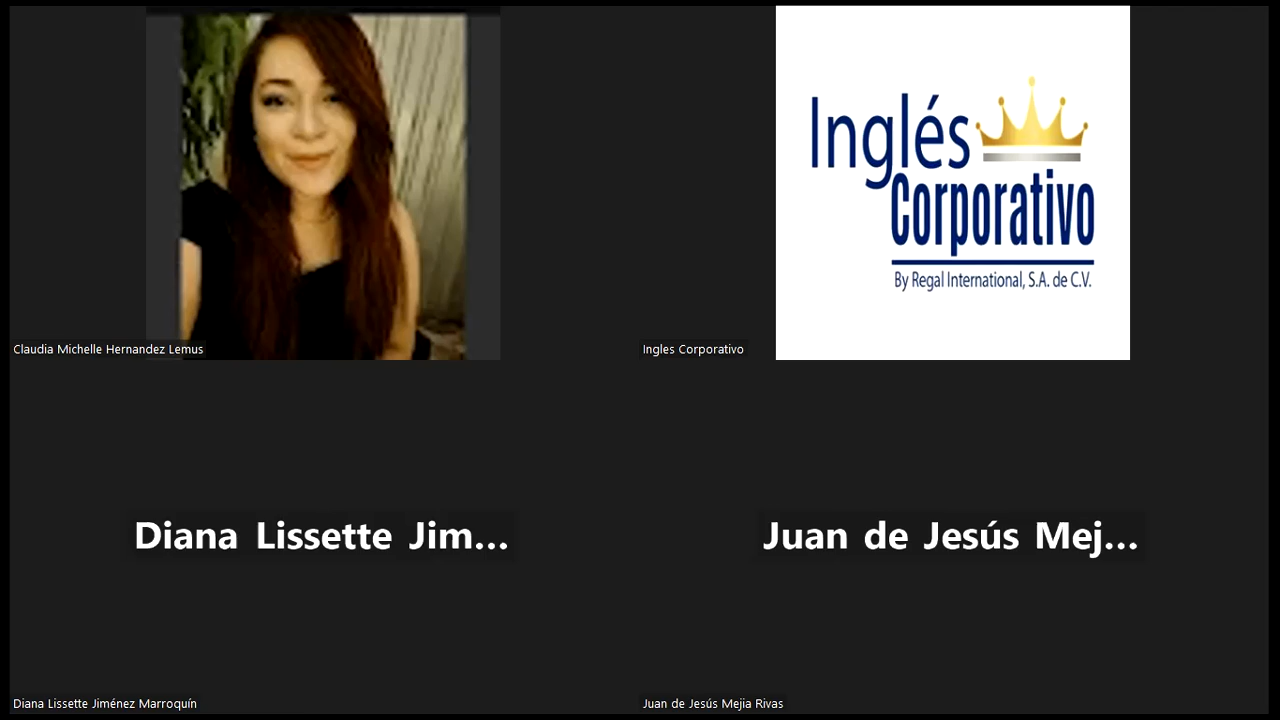 Claudia Michelle Hernandez Lemus
Inglés
Corporativo
By Regal International, S.A. de C.V.
Ingles Corporativo
Diana Lissette Jim...
Juan de Jesús Mej...
Diana Lissette Jiménez Marroquín
Juan de Jesús Mejia Rivas